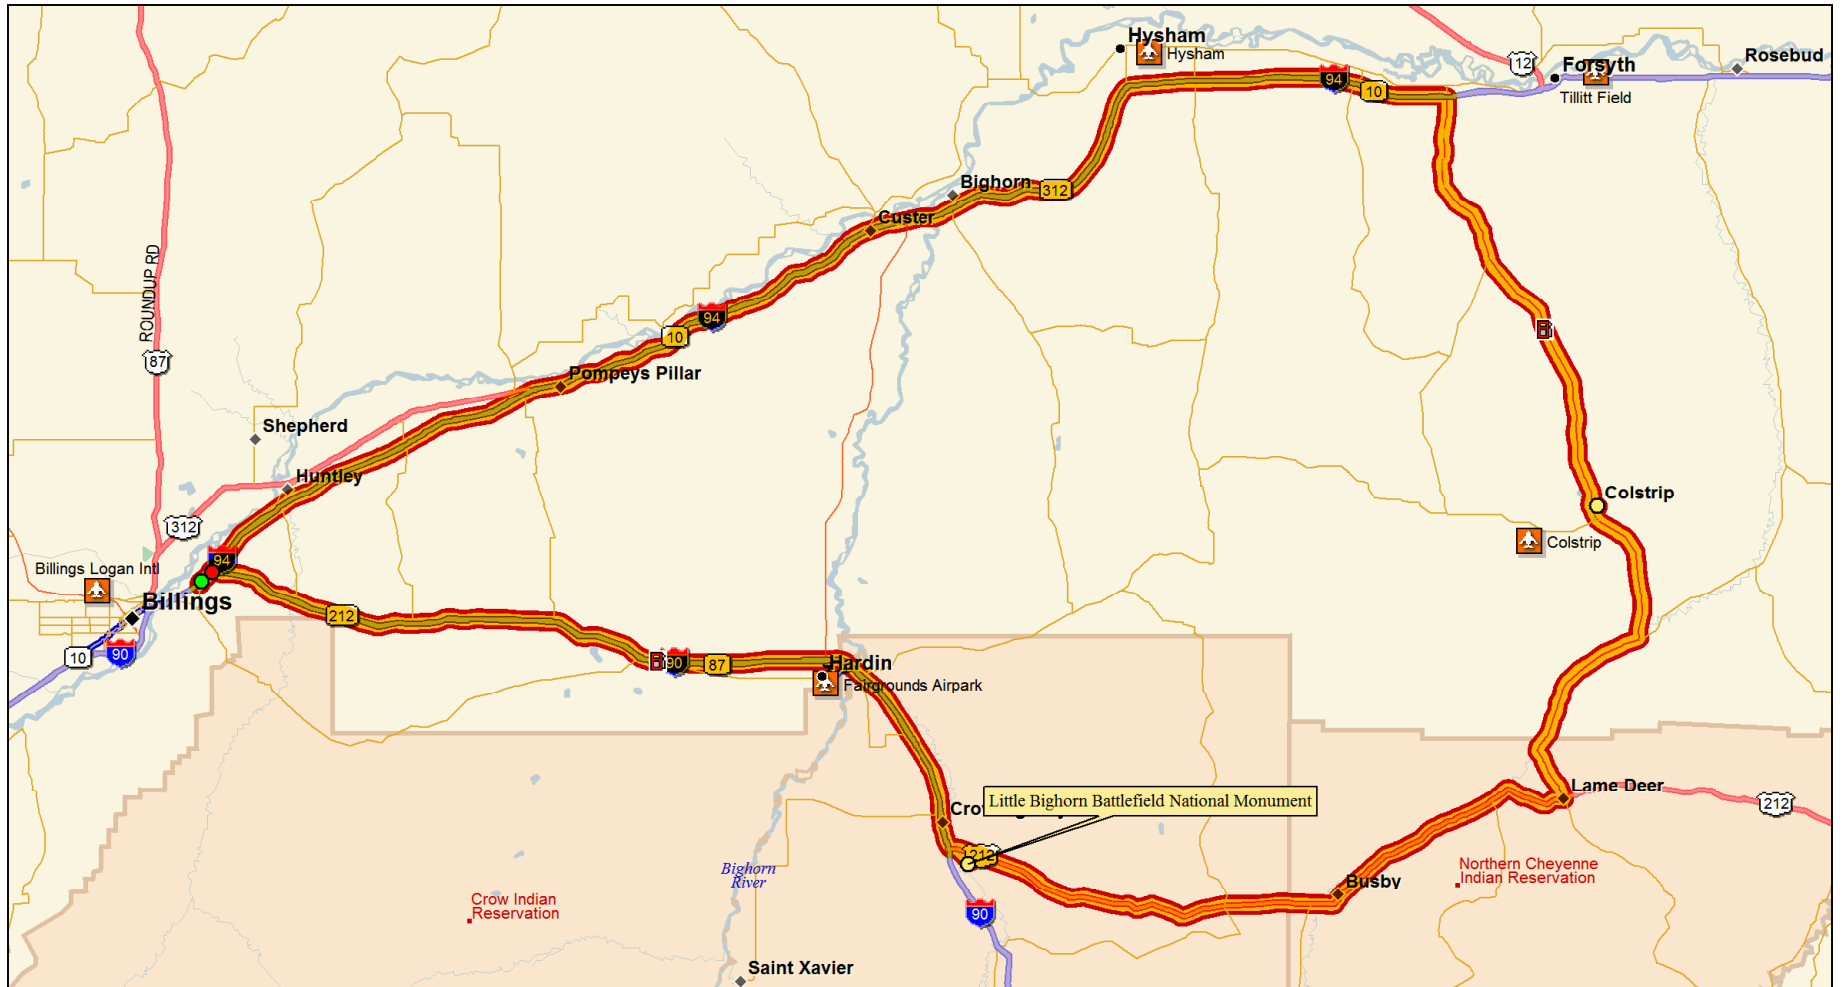 Hysham
Hysham
12
Forsyth
Tillitt Field
Rosebud
94
10
Bighorn
312
Custer
94
10
Pompeys Pillar
ROUNDUP RD
87
Shepherd
Huntley
312
94
Billings Logan Intl
Billings
10
90
212
90
87
Hardin
Fairgrounds Airpark
Colstrip
Colstrip
Lame Deer
212
Little Bighorn Battlefield National Monument
212
Busby
Northern Cheyenne
Indian Reservation
Bighorn
River
Crow Indian
Reservation
90
Saint Xavier